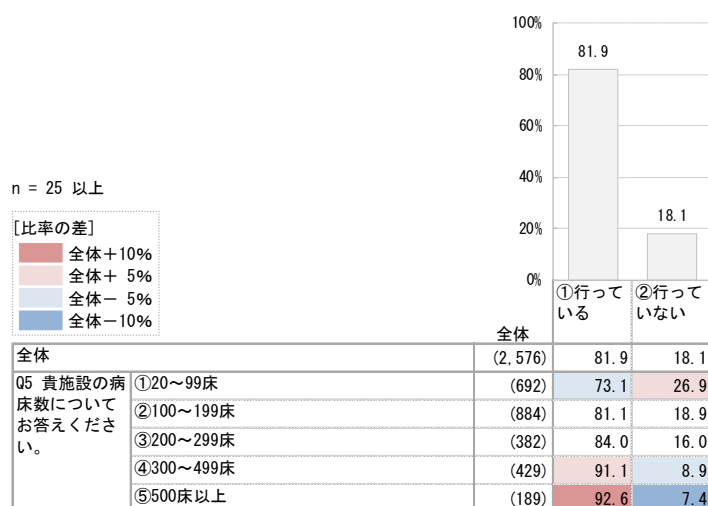 100%
81.9
80%
60%
40%
n = 25 以上
18.1
[比率の差]
20%
全体＋10%
全体＋ 5%
全体－ 5%
全体－10%
0%
①行って ②行って
いる いない
全体
全体 (2,576) 81.9 18.1
Q5 貴施設の病
床数について
お答えくださ
い。
①20～99床 (692) 73.1 26.9
②100～199床 (884) 81.1 18.9
③200～299床 (382) 84.0 16.0
④300～499床 (429) 91.1 8.9
⑤500床以上 (189) 92.6 7.4